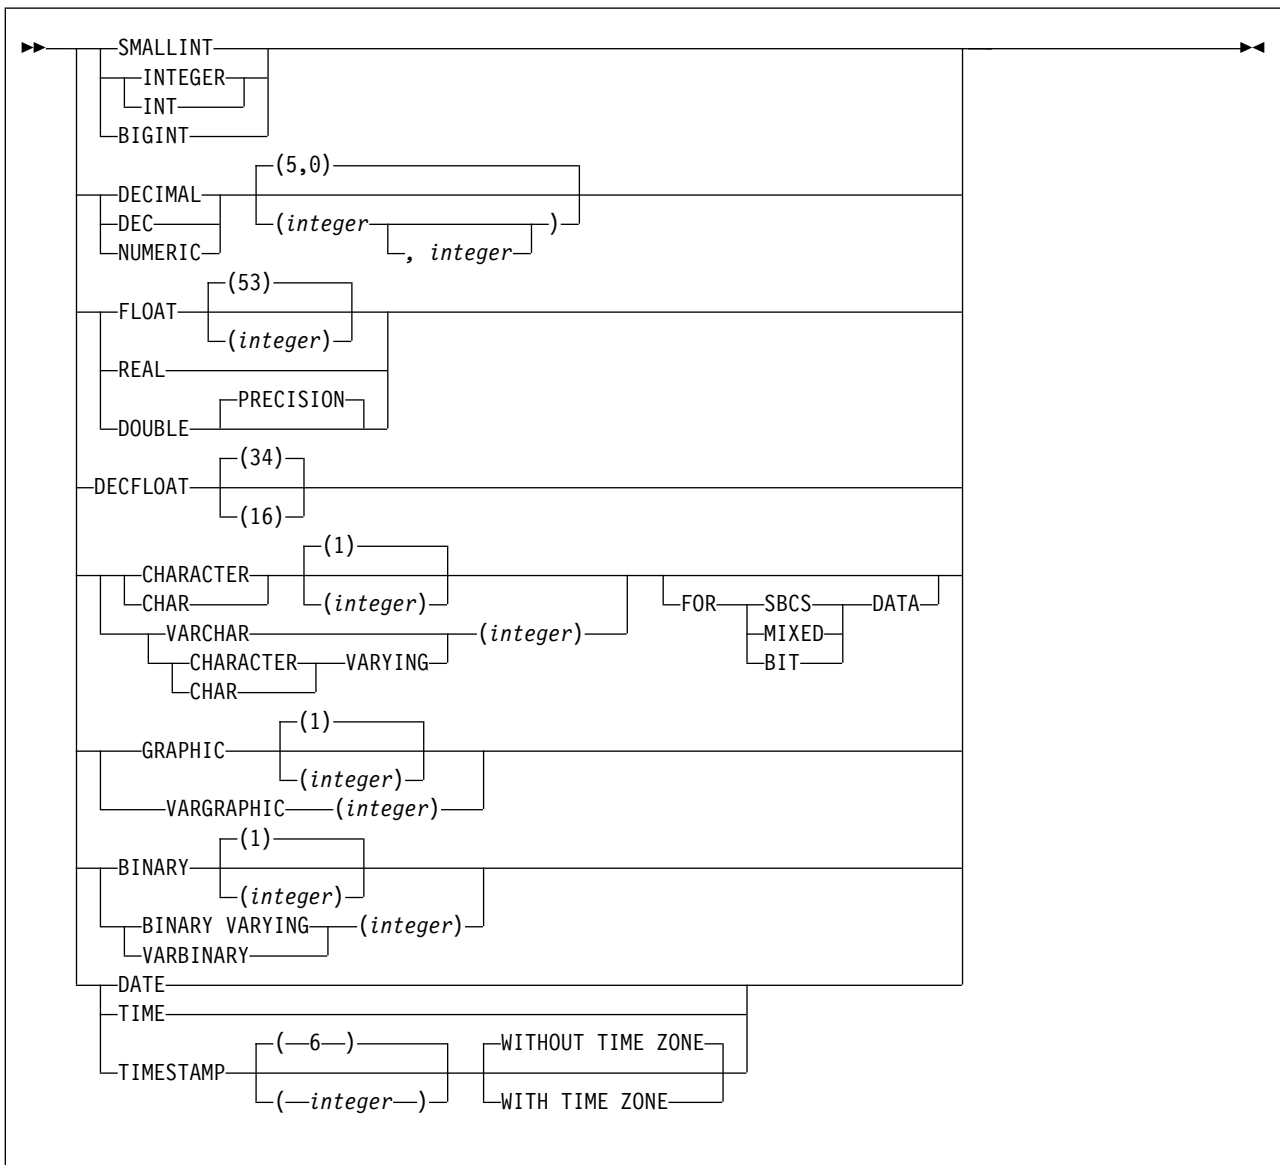 SMALLINT
INTEGER
INT
BIGINT
(5,0)
DECIMAL
DEC
(integer )
NUMERIC
, integer
(53)
FLOAT
(integer)
REAL
PRECISION
DOUBLE
(34)
DECFLOAT
(16)
(1)
CHARACTER
CHAR
(integer)
FOR SBCS DATA
MIXED
BIT
VARCHAR (integer)
CHARACTER VARYING
CHAR
(1)
GRAPHIC
(integer)
VARGRAPHIC (integer)
(1)
BINARY
(integer)
BINARY VARYING (integer)
VARBINARY
DATE
TIME
( 6 ) WITHOUT TIME ZONE
TIMESTAMP
( integer ) WITH TIME ZONE